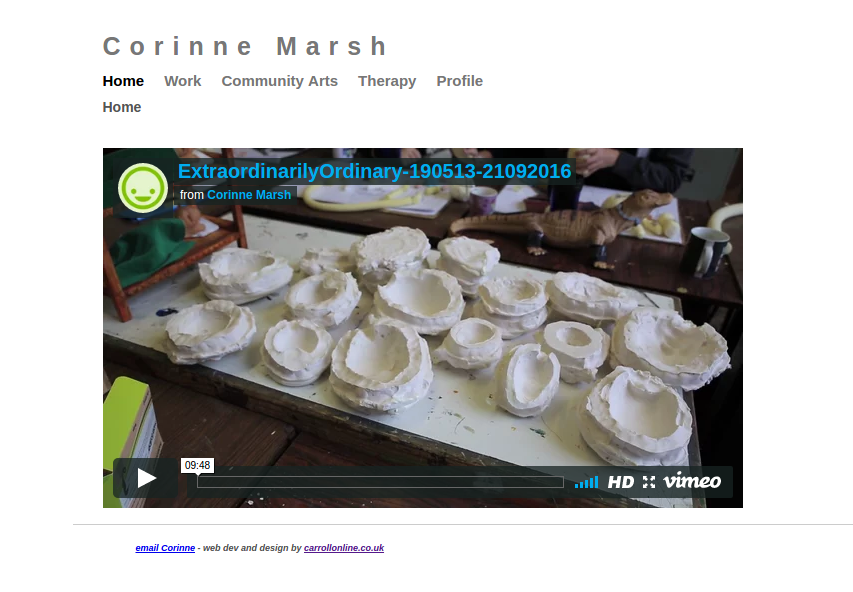 Corinne Marsh
Home Work Community Arts Therapy Profile
Home
ExtraordinarilyOrdinary-190513-21092016
from Corinne Marsh
09:48
HD vimeo
email Corinne - web dev and design by carrollonline.co.uk